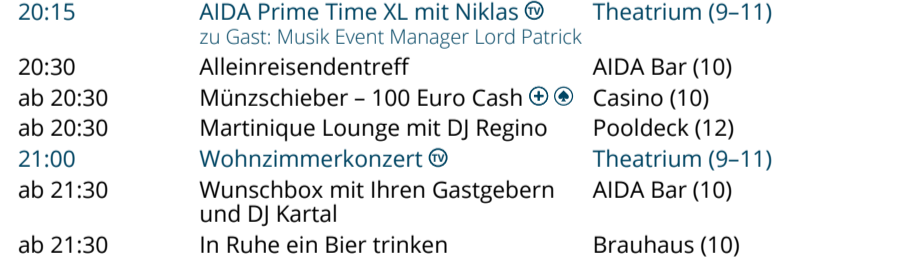 20:15 AIDA Prime Time XL mit Niklas TV Theatrium (9–11)
zu Gast: Musik Event Manager Lord Patrick
20:30 Alleinreisendentreff AIDA Bar (10)
ab 20:30 Münzschieber – 100 Euro Cash Casino (10)
ab 20:30 Martinique Lounge mit DJ Regino Pooldeck (12)
21:00 Wohnzimmerkonzert TV Theatrium (9–11)
ab 21:30 Wunschbox mit Ihren Gastgebern AIDA Bar (10)
und DJ Kartal
ab 21:30 In Ruhe ein Bier trinken Brauhaus (10)